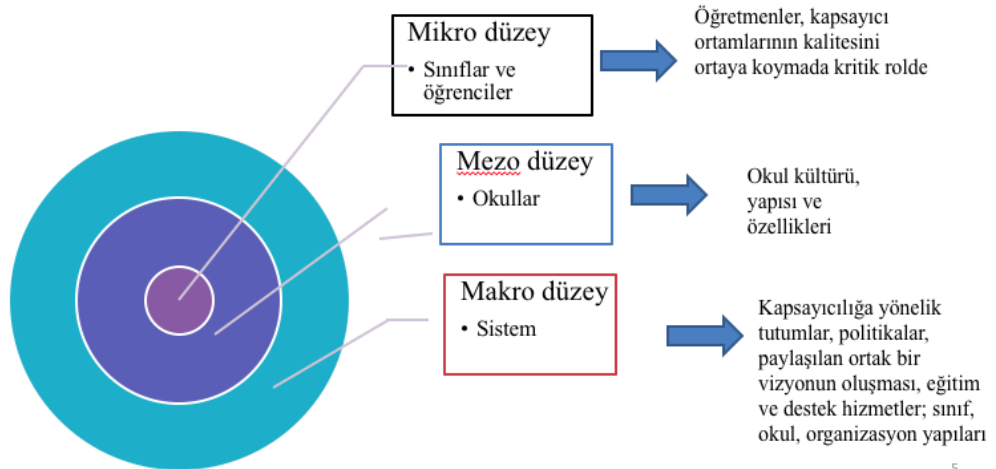 Mikro düzey
• Sınıflar ve
öğrenciler
Öğretmenler, kapsayıcı
ortamlarının kalitesini
ortaya koymada kritik rolde
Mezo düzey
• Okullar
Okul kültürü,
yapısı ve
özellikleri
Makro düzey
• Sistem
Kapsayıcılığa yönelik
tutumlar, politikalar,
paylaşılan ortak bir
vizyonun oluşması, eğitim
ve destek hizmetler; sınıf,
okul, organizasyon yapıları
5